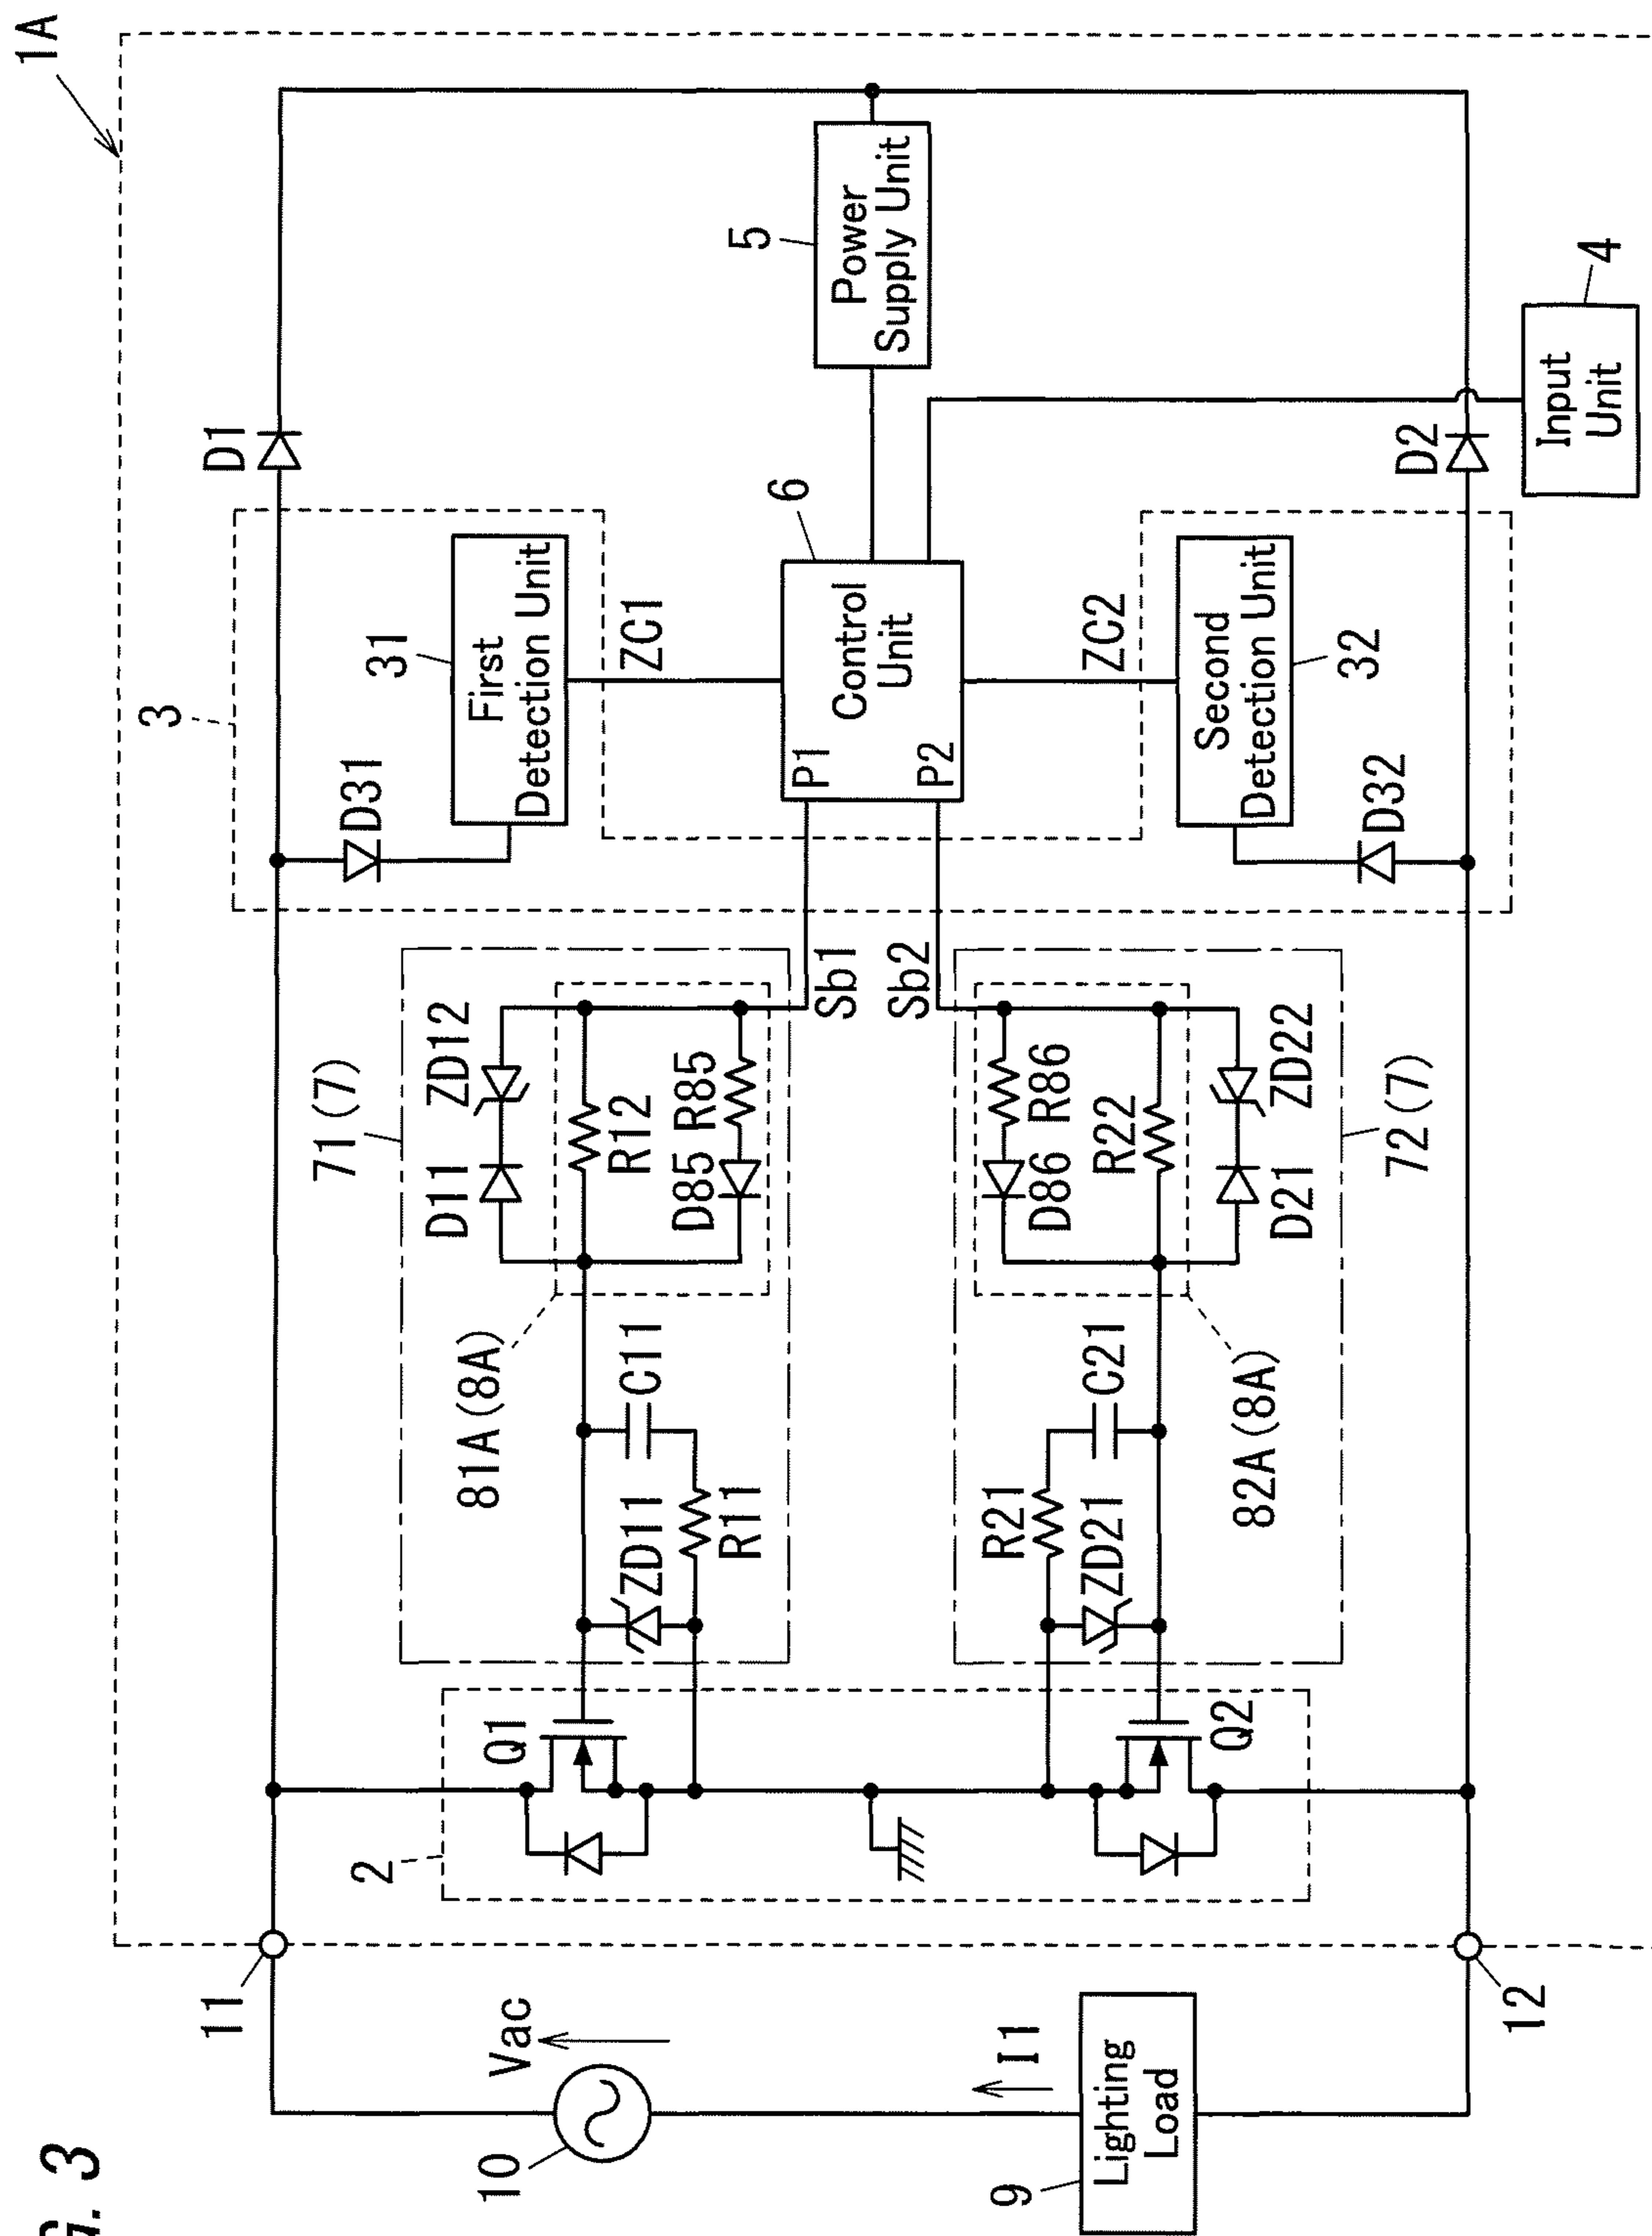 G. 3
1A
3
D1
31
First
Detection Unit
D31
ZC1
5
Power
Supply Unit
6
Control
Unit
P1
P2
ZC2
Second
Detection Unit
32
D32
D2
4
Input
Unit
71(7)
D11
ZD12
R12
D85
R85
Sb1
81A(8A)
C11
ZD11
R11
Sb2
D86
R86
R22
D21
ZD22
72(7)
82A(8A)
R21
C21
ZD21
2
Q1
Q2
11
12
Vac
10
I1
9
Lighting
Load